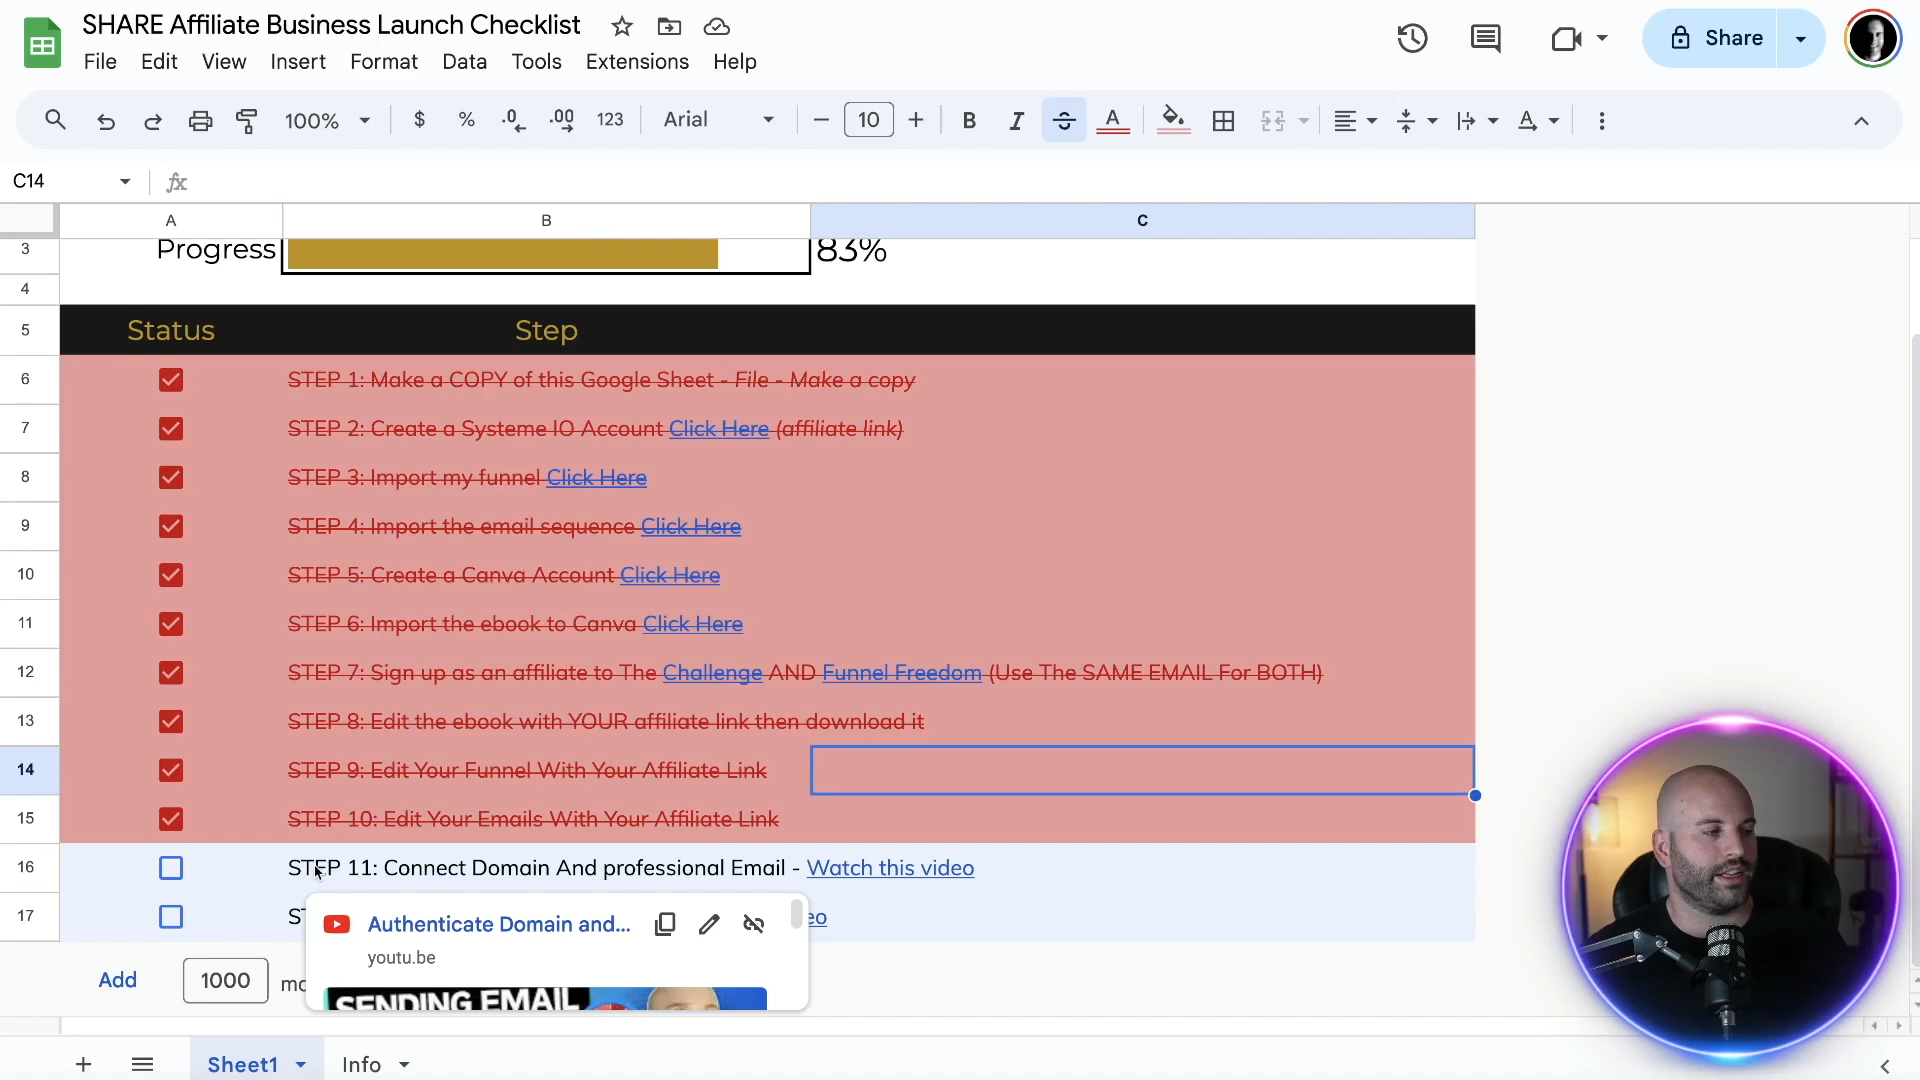 SHARE Affiliate Business Launch Checklist
File Edit View Insert Format Data Tools Extensions Help
Share
100% $ % .0 .00 123 Arial 10 B I A A
C14 fx
A B C
3 Progress 83%
4
5 Status Step
6 STEP 1: Make a COPY of this Google Sheet - File - Make a copy
7 STEP 2: Create a Systeme IO Account Click Here (affiliate link)
8 STEP 3: Import my funnel Click Here
9 STEP 4: Import the email sequence Click Here
10 STEP 5: Create a Canva Account Click Here
11 STEP 6: Import the ebook to Canva Click Here
12 STEP 7: Sign up as an affiliate to The Challenge AND Funnel Freedom (Use The SAME EMAIL For BOTH)
13 STEP 8: Edit the ebook with YOUR affiliate link then download it
14 STEP 9: Edit Your Funnel With Your Affiliate Link
15 STEP 10: Edit Your Emails With Your Affiliate Link
16 STEP 11: Connect Domain And professional Email - Watch this video
17
Authenticate Domain and...
youtu.be
SENDING EMAIL
Add 1000
Sheet1 Info